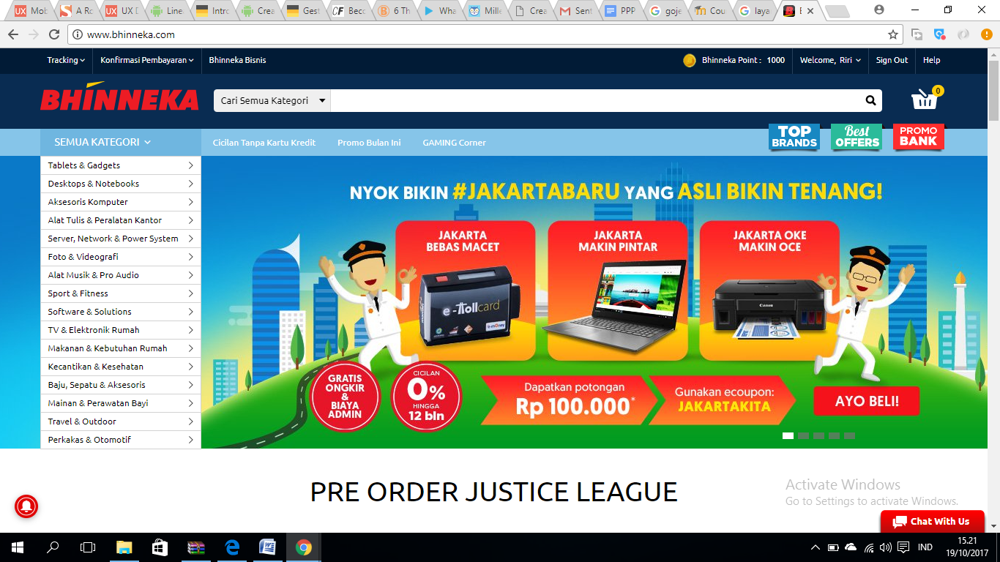 Mob
A Ro
UX D
Line
Intro
Crea
Gest
Becc
6 Th
Wha
Mille
Crea
Sent
PPP
goje
Cou
laya
www.bhinneka.com
Tracking
Konfirmasi Pembayaran
Bhinneka Bisnis
Bhinneka Point : 1000
Welcome, Riri
Sign Out
Help
BHINNEKA
Cari Semua Kategori
0
SEMUA KATEGORI
Cicilan Tanpa Kartu Kredit
Promo Bulan Ini
GAMING Corner
TOP
BRANDS
Best
OFFERS
PROMO
BANK
Tablets & Gadgets
Desktops & Notebooks
Aksesoris Komputer
Alat Tulis & Peralatan Kantor
Server, Network & Power System
Foto & Videografi
Alat Musik & Pro Audio
Sport & Fitness
Software & Solutions
TV & Elektronik Rumah
Makanan & Kebutuhan Rumah
Kecantikan & Kesehatan
Baju, Sepatu & Aksesoris
Mainan & Perawatan Bayi
Travel & Outdoor
Perkakas & Otomotif
NYOK BIKIN #JAKARTABARU YANG ASLI BIKIN TENANG!
JAKARTA
BEBAS MACET
e-Tollcard
JAKARTA
MAKIN PINTAR
JAKARTA OKE
MAKIN OCE
Canon
GRATIS
ONGKIR
&
BIAYA
ADMIN
CICILAN
0%
HINGGA
12 bln
Dapatkan potongan
Rp 100.000*
Gunakan ecoupon:
JAKARTAKITA
AYO BELI!
PRE ORDER JUSTICE LEAGUE
Activate Windows
Go to Settings to activate Windows.
Chat With Us
IND
15.21
19/10/2017